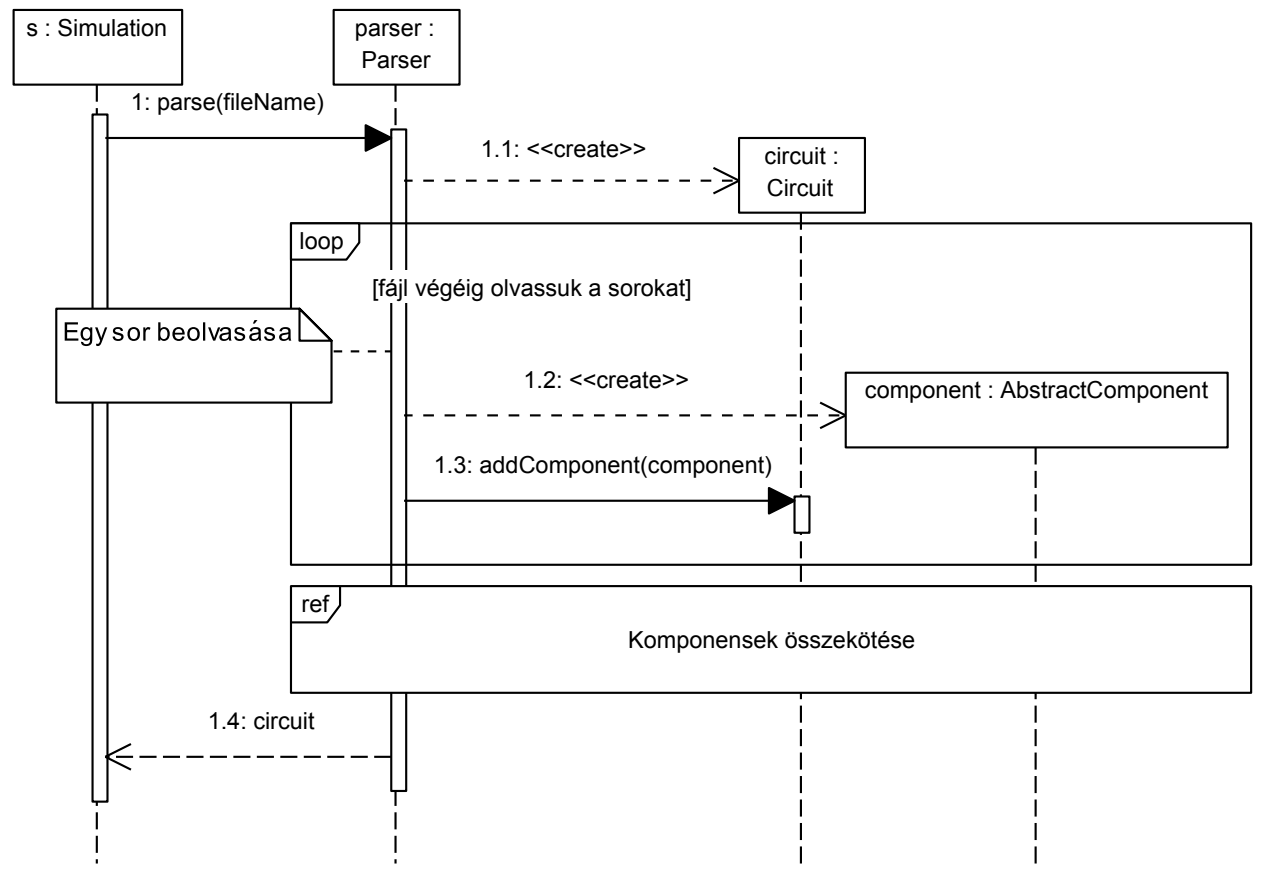 s : Simulation
parser :
Parser
1: parse(fileName)
1.1: <<create>>
circuit :
Circuit
loop
[fájl végéig olvassuk a sorokat]
Egy sor beolvasása
1.2: <<create>>
component : AbstractComponent
1.3: addComponent(component)
ref
Komponensek összekötése
1.4: circuit